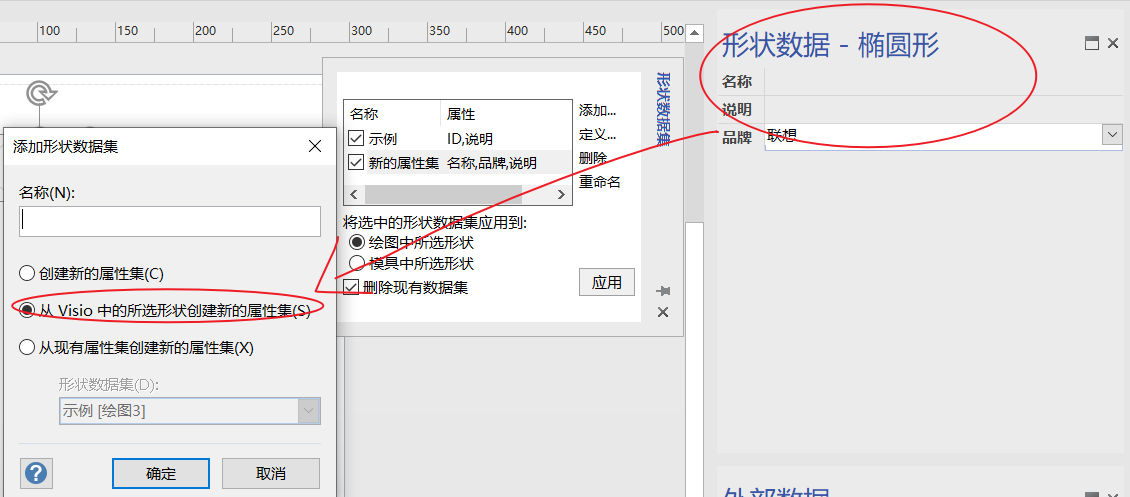 100 150 200 250 300 350 400 450 500
形状数据 - 椭圆形
名称
说明
品牌 联想
形状数据集
名称 属性
示例 ID,说明
新的属性集 名称,品牌,说明
添加...
定义...
删除
重命名
将选中的形状数据集应用到:
绘图中所选形状
模具中所选形状
删除现有数据集
应用
添加形状数据集
名称(N):
创建新的属性集(C)
从 Visio 中的所选形状创建新的属性集(S)
从现有属性集创建新的属性集(X)
形状数据集(D):
示例 [绘图3]
确定
取消
外部数据